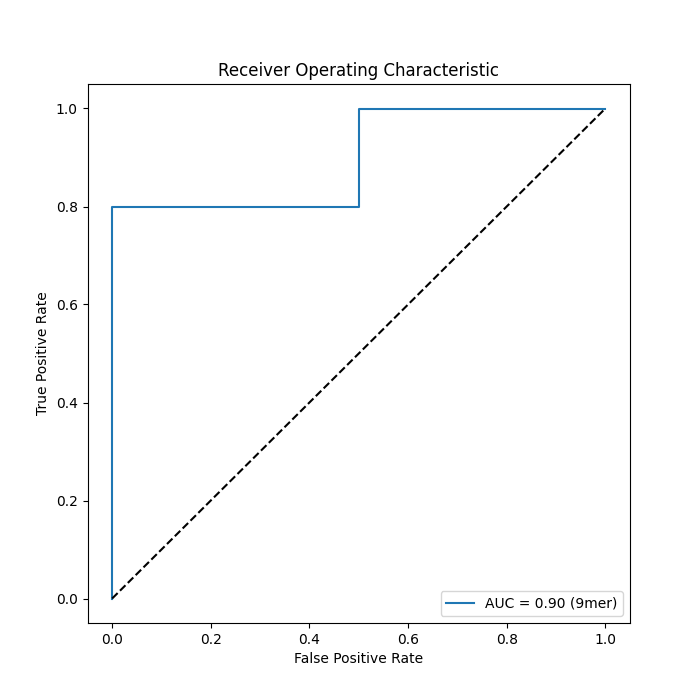 Receiver Operating Characteristic
True Positive Rate
1.0
0.8
0.6
0.4
0.2
0.0
AUC = 0.90 (9mer)
0.0 0.2 0.4 0.6 0.8 1.0
False Positive Rate